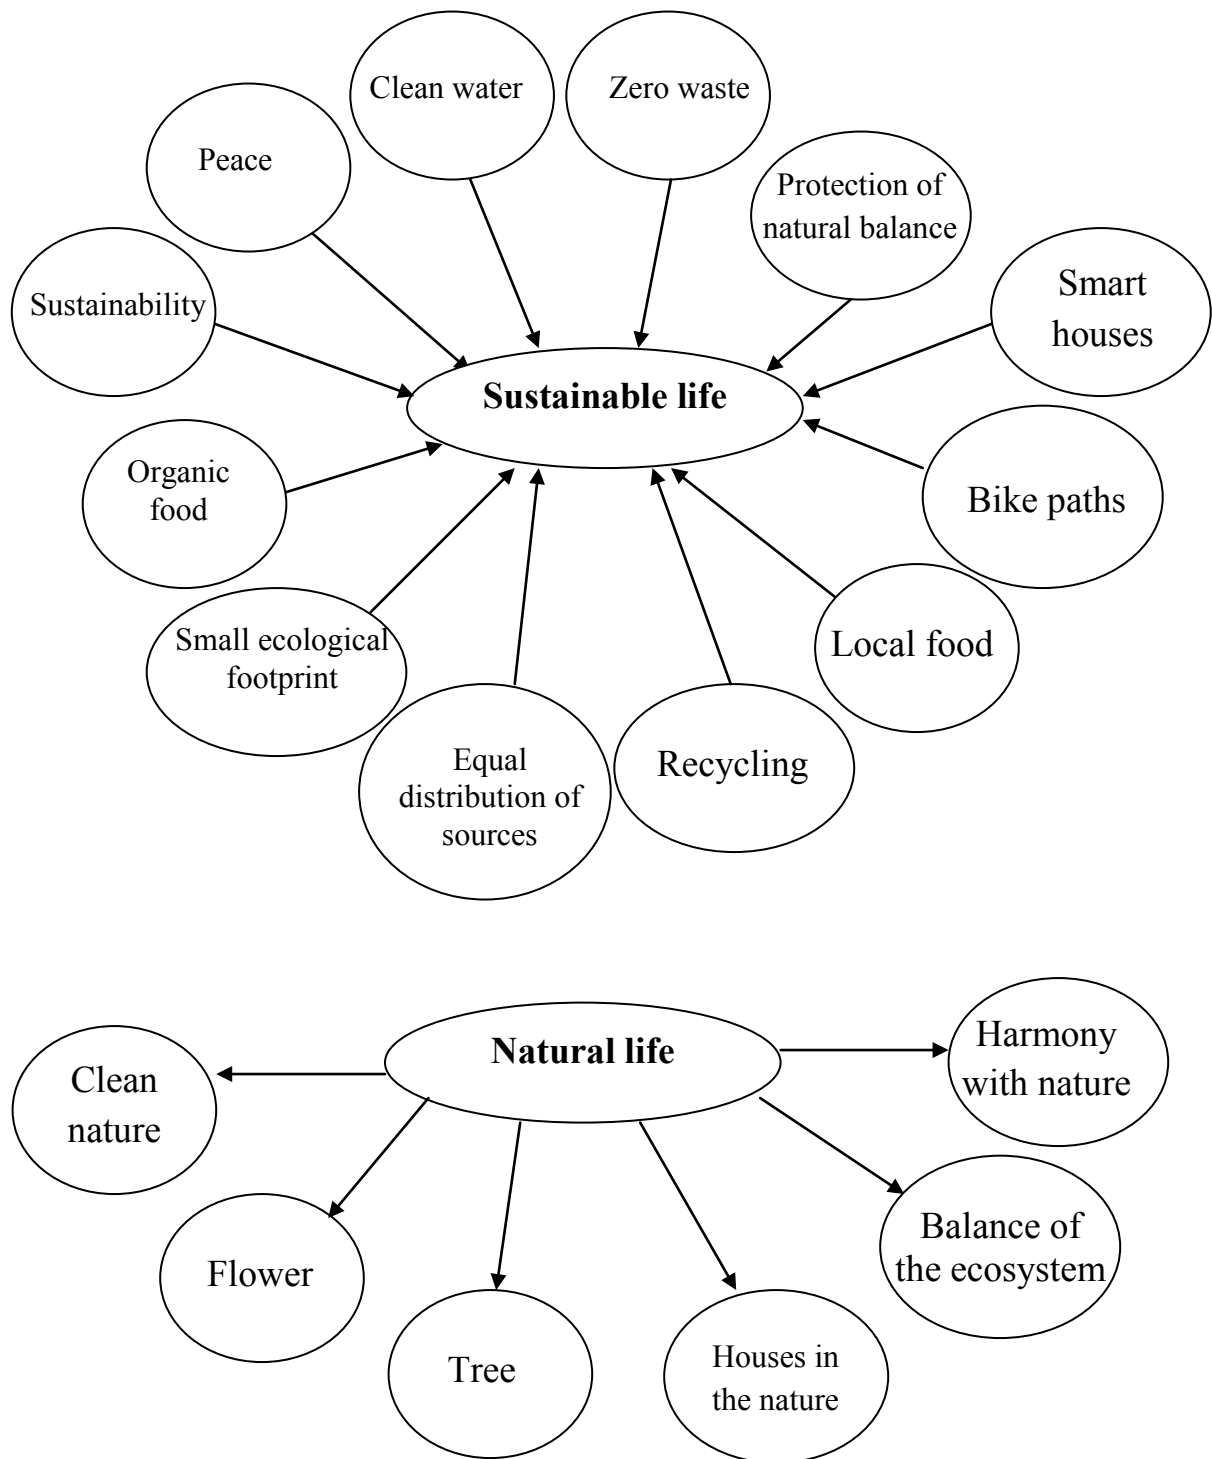 Clean water
Zero waste
Peace
Protection of
natural balance
Smart
houses
Sustainability
Sustainable life
Organic
food
Bike paths
Small ecological
footprint
Local food
Equal
distribution of
sources
Recycling
Natural life
Harmony
with nature
Clean
nature
Balance of
the ecosystem
Flower
Tree
Houses in
the nature